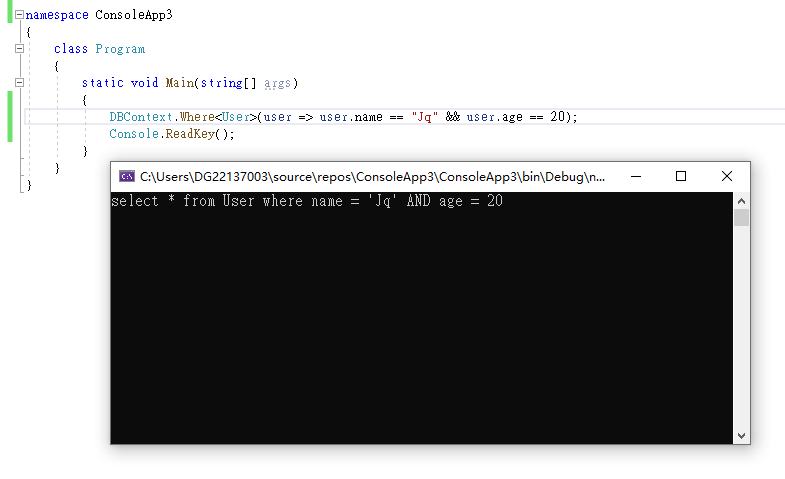 namespace ConsoleApp3
{
class Program
{
static void Main(string[] args)
{
DBContext.Where<User>(user => user.name == "Jq" && user.age == 20);
Console.ReadKey();
}
}
}
C:\Users\DG22137003\source\repos\ConsoleApp3\ConsoleApp3\bin\Debug\n...
select * from User where name = 'Jq' AND age = 20